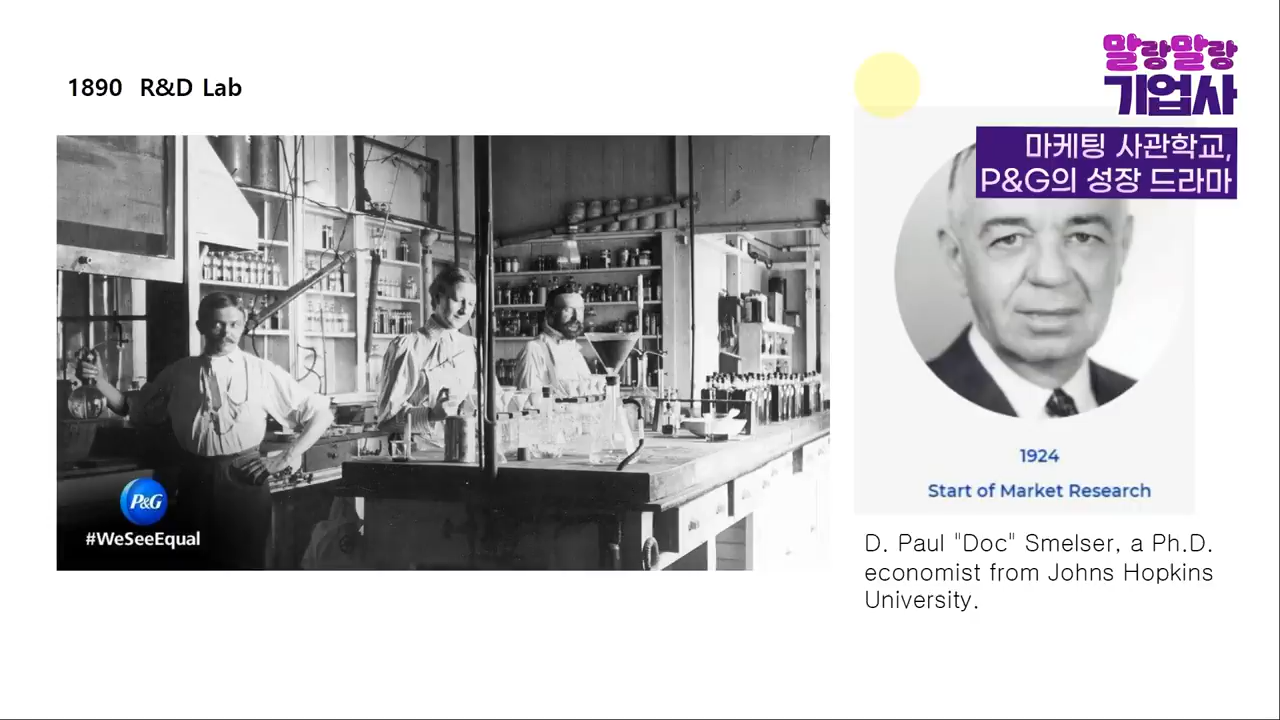 1890 R&D Lab
말랑말랑
기업사
마케팅 사관학교,
P&G의 성장 드라마
P&G
#WeSeeEqual
1924
Start of Market Research
D. Paul "Doc" Smelser, a Ph.D.
economist from Johns Hopkins
University.